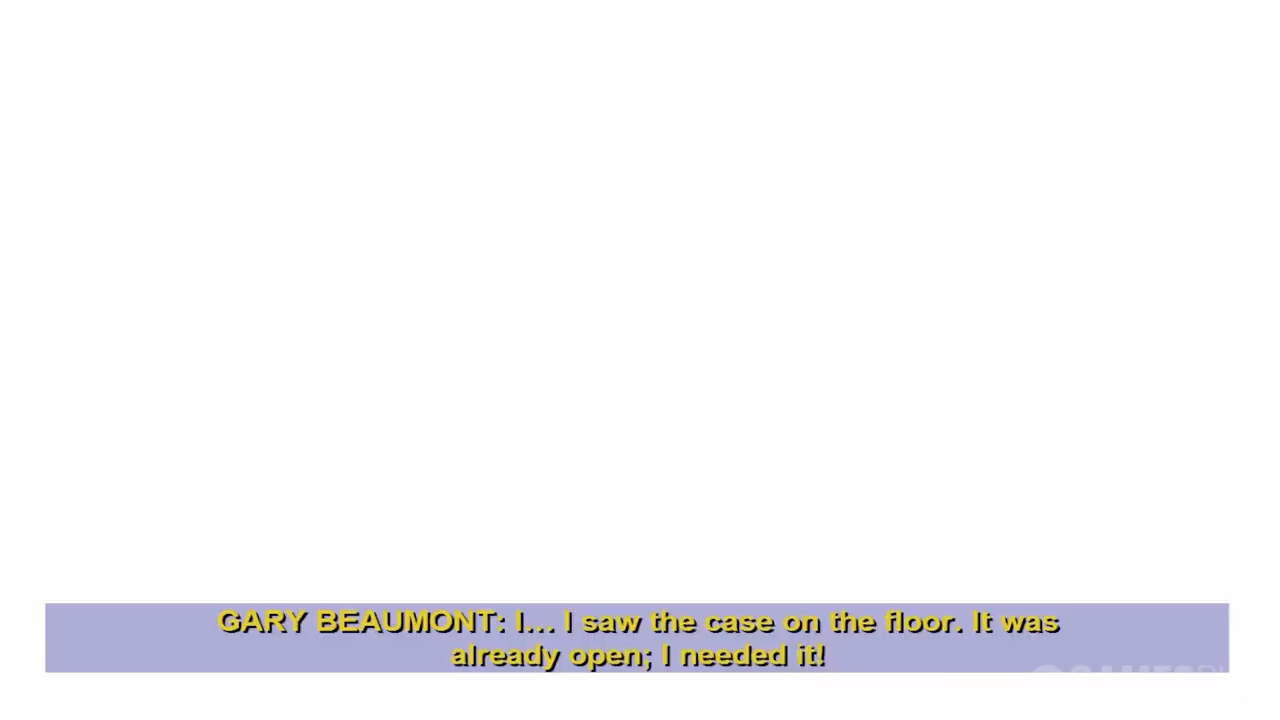 GARY BEAUMONT: I... I saw the case on the floor. It was
already open; I needed it!